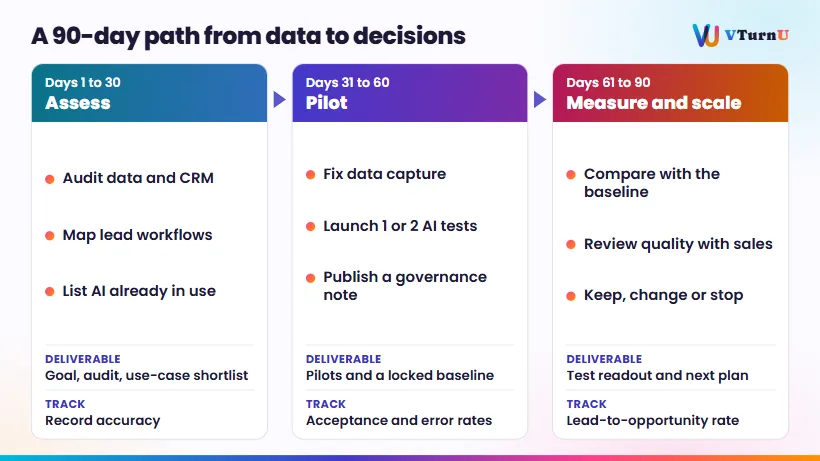 A 90-day path from data to decisions
VTurnU
Days 1 to 30
Assess
Audit data and CRM
Map lead workflows
List AI already in use
DELIVERABLE
Goal, audit, use-case shortlist
TRACK
Record accuracy
Days 31 to 60
Pilot
Fix data capture
Launch 1 or 2 AI tests
Publish a governance
note
DELIVERABLE
Pilots and a locked baseline
TRACK
Acceptance and error rates
Days 61 to 90
Measure and scale
Compare with the
baseline
Review quality with sales
Keep, change or stop
DELIVERABLE
Test readout and next plan
TRACK
Lead-to-opportunity rate